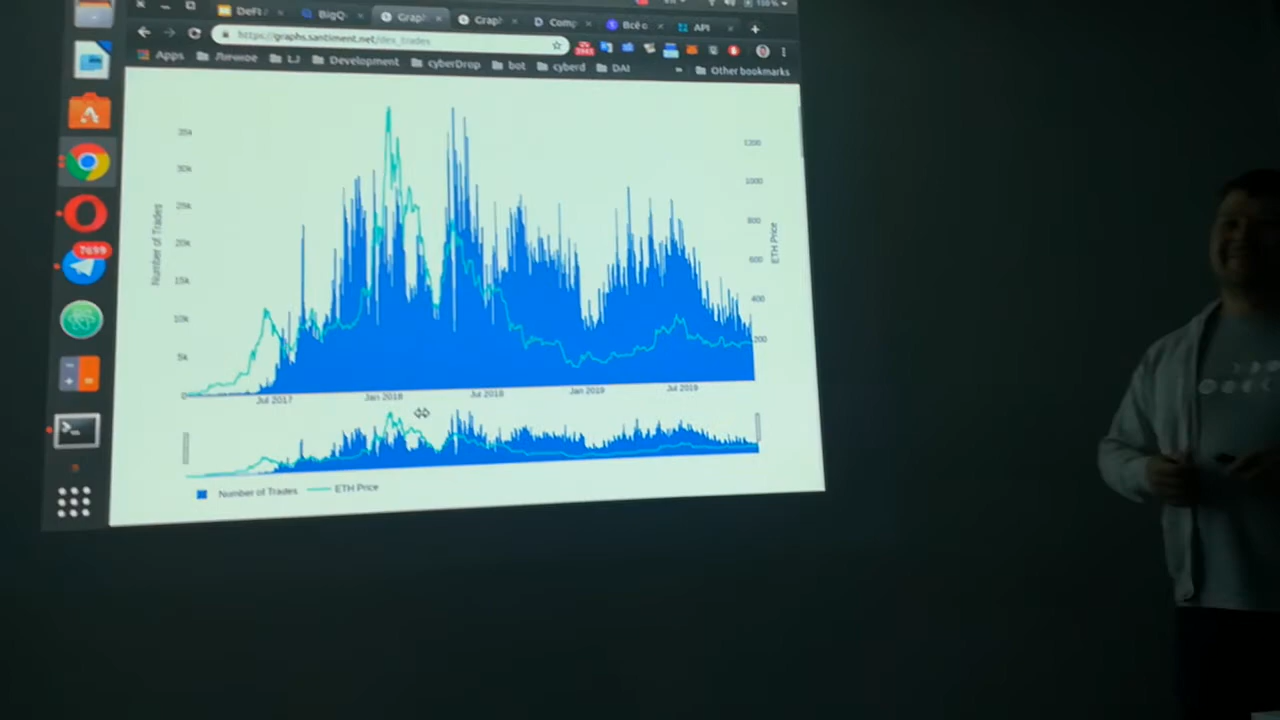 DeFi
BigQ
Graph
Graph
Comp
Всё о
API
https://graphs.santiment.net/dex_trades
Apps
Личное
LJ
Development
cyberDrop
bot
cyberd
DAI
»
Other bookmarks
7699
35k
30k
25k
20k
15k
10k
5k
0
Number of Trades
1200
1000
800
600
400
200
ETH Price
Jul 2017
Jan 2018
Jul 2018
Jan 2019
Jul 2019
Number of Trades
ETH Price